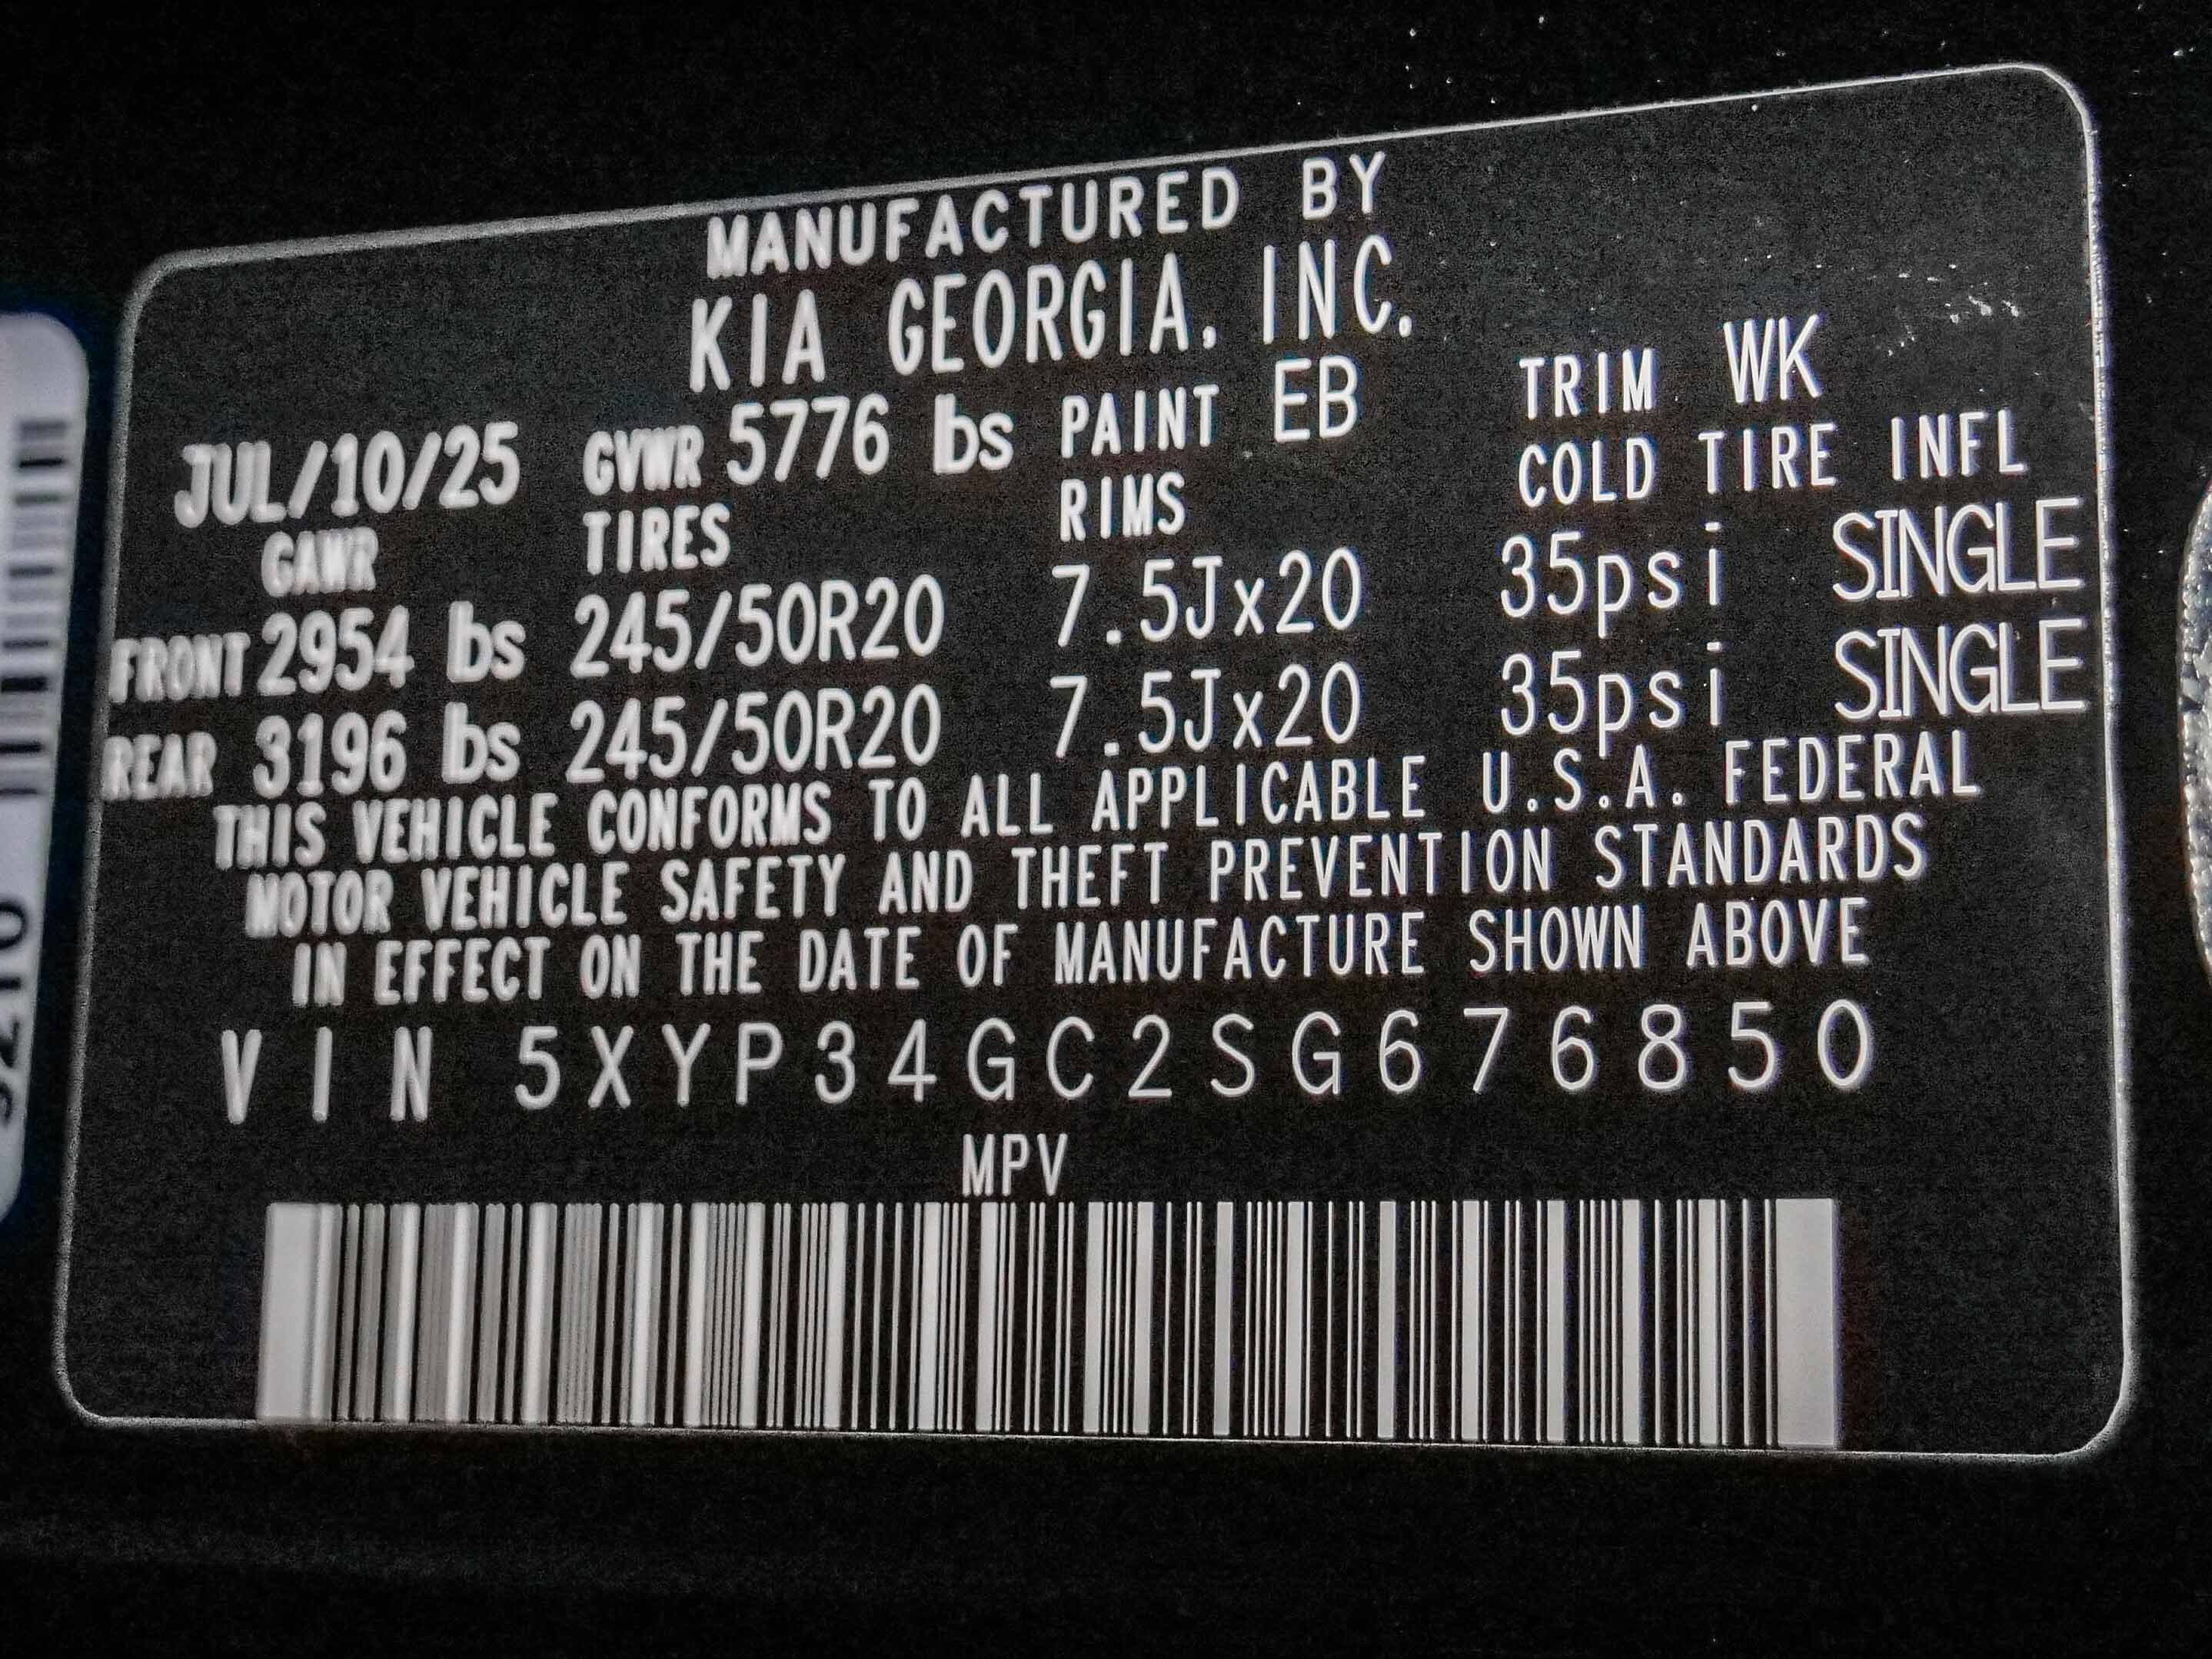 MANUFACTURED BY
KIA GEORGIA, INC.
JUL/10/25 GVWR 5776 lbs PAINT EB TRIM WK
GAWR TIRES RIMS COLD TIRE INFL
FRONT 2954 lbs 245/50R20 7.5Jx20 35psi SINGLE
REAR 3196 lbs 245/50R20 7.5Jx20 35psi SINGLE
THIS VEHICLE CONFORMS TO ALL APPLICABLE U.S.A. FEDERAL
MOTOR VEHICLE SAFETY AND THEFT PREVENTION STANDARDS
IN EFFECT ON THE DATE OF MANUFACTURE SHOWN ABOVE
VIN 5XYP34GC2SG676850
MPV